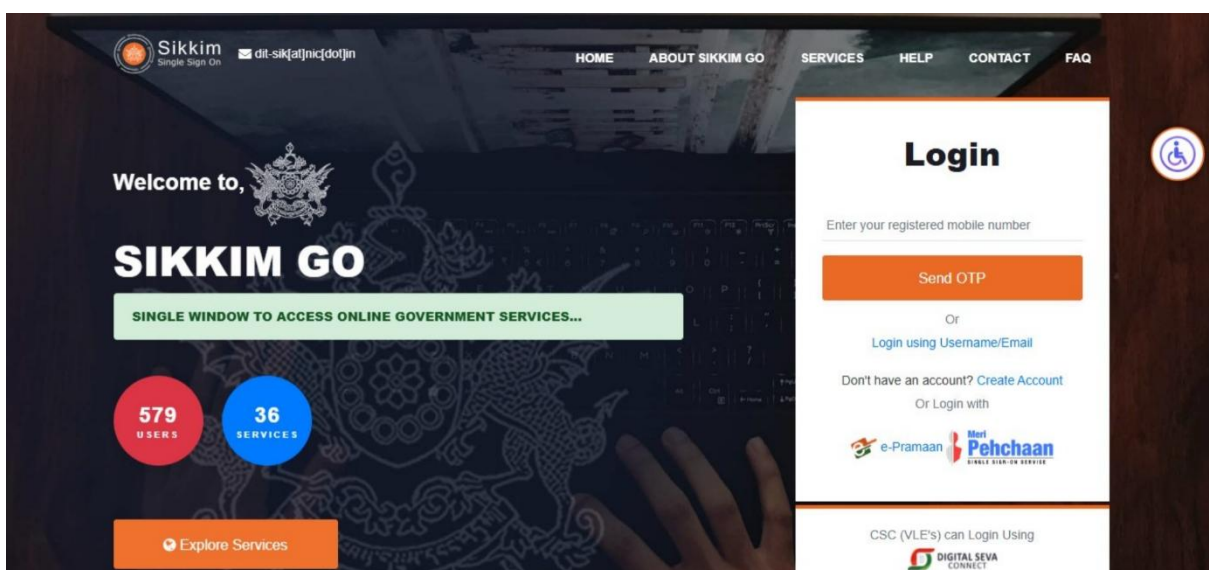 Sikkim
Single Sign On
dit-sik[at]nic[dot]in
HOME ABOUT SIKKIM GO SERVICES HELP CONTACT FAQ
Welcome to,
SIKKIM GO
SINGLE WINDOW TO ACCESS ONLINE GOVERNMENT SERVICES...
579
USERS
36
SERVICES
Explore Services
Login
Enter your registered mobile number
Send OTP
Or
Login using Username/Email
Don't have an account? Create Account
Or Login with
e-Pramaan
Meri
Pehchaan
SINGLE SIGN-ON SERVICE
CSC (VLE's) can Login Using
DIGITAL SEVA
CONNECT